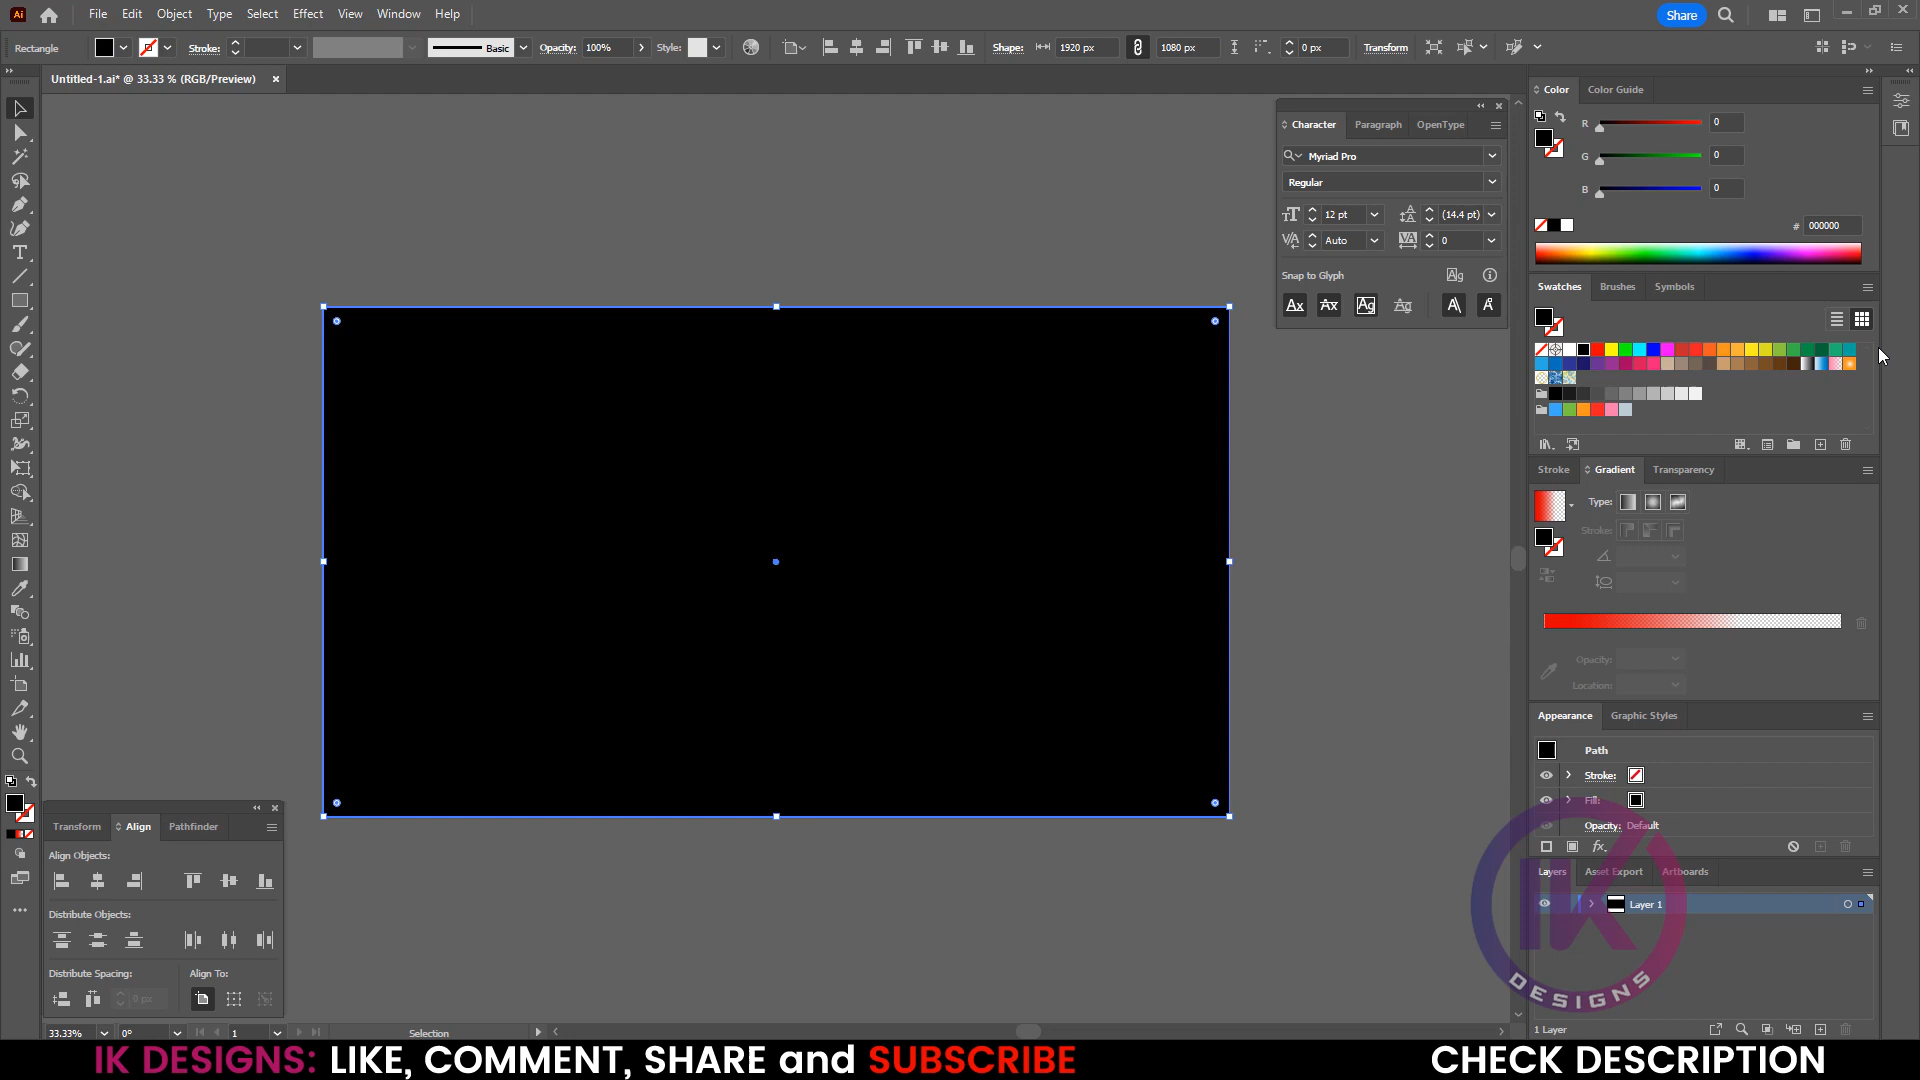 Ai File Edit Object Type Select Effect View Window Help Share
Rectangle Stroke: Basic Opacity: 100% Style: Shape: 1920 px 1080 px 0 px Transform
Untitled-1.ai* @ 33.33 % (RGB/Preview)
Character Paragraph OpenType
Myriad Pro
Regular
12 pt (14.4 pt)
Auto 0
Snap to Glyph
Color Color Guide
R 0
G 0
B 0
# 000000
Swatches Brushes Symbols
Stroke Gradient Transparency
Type:
Stroke:
Opacity:
Location:
Appearance Graphic Styles
Path
Stroke:
Fill:
Opacity: Default
fx
Layers Asset Export Artboards
Layer 1
IK
DESIGNS
1 Layer
Transform Align Pathfinder
Align Objects:
Distribute Objects:
Distribute Spacing: Align To:
0 px
33.33% 0° 1 Selection
IK DESIGNS: LIKE, COMMENT, SHARE and SUBSCRIBE CHECK DESCRIPTION